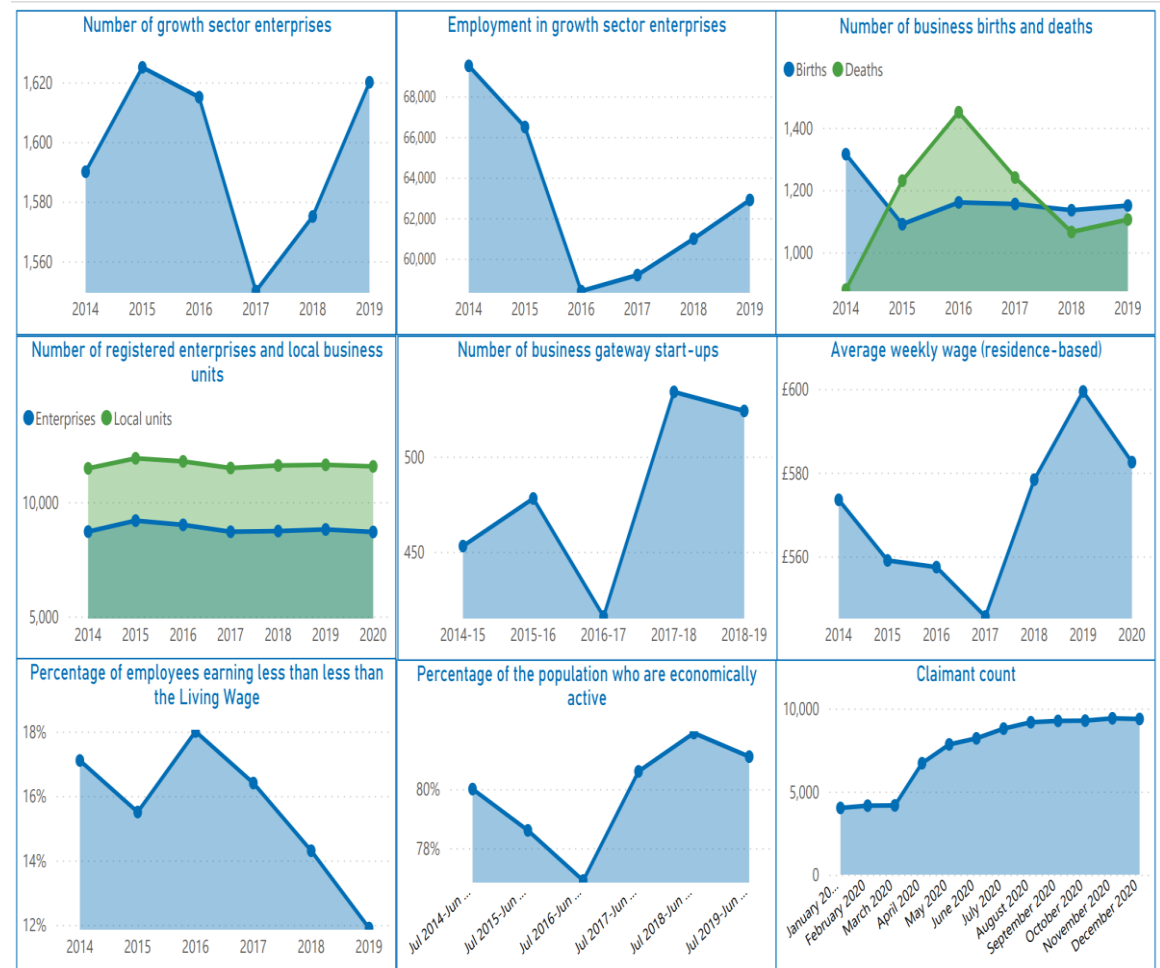 Number of growth sector enterprises
1,620
1,600
1,580
1,560
2014 2015 2016 2017 2018 2019
Employment in growth sector enterprises
68,000
66,000
64,000
62,000
60,000
2014 2015 2016 2017 2018 2019
Number of business births and deaths
Births Deaths
1,400
1,200
1,000
2014 2015 2016 2017 2018 2019
Number of registered enterprises and local business
units
Enterprises Local units
10,000
5,000
2014 2015 2016 2017 2018 2019 2020
Number of business gateway start-ups
500
450
2014-15 2015-16 2016-17 2017-18 2018-19
Average weekly wage (residence-based)
£600
£580
£560
2014 2015 2016 2017 2018 2019 2020
Percentage of employees earning less than less than
the Living Wage
18%
16%
14%
12%
2014 2015 2016 2017 2018 2019
Percentage of the population who are economically
active
80%
78%
Jul 2014-Jun ...
Jul 2015-Jun ...
Jul 2016-Jun ...
Jul 2017-Jun ...
Jul 2018-Jun ...
Jul 2019-Jun ...
Claimant count
10,000
5,000
0
January 20...
February 2020
March 2020
April 2020
May 2020
June 2020
July 2020
August 2020
September 2020
October 2020
November 2020
December 2020